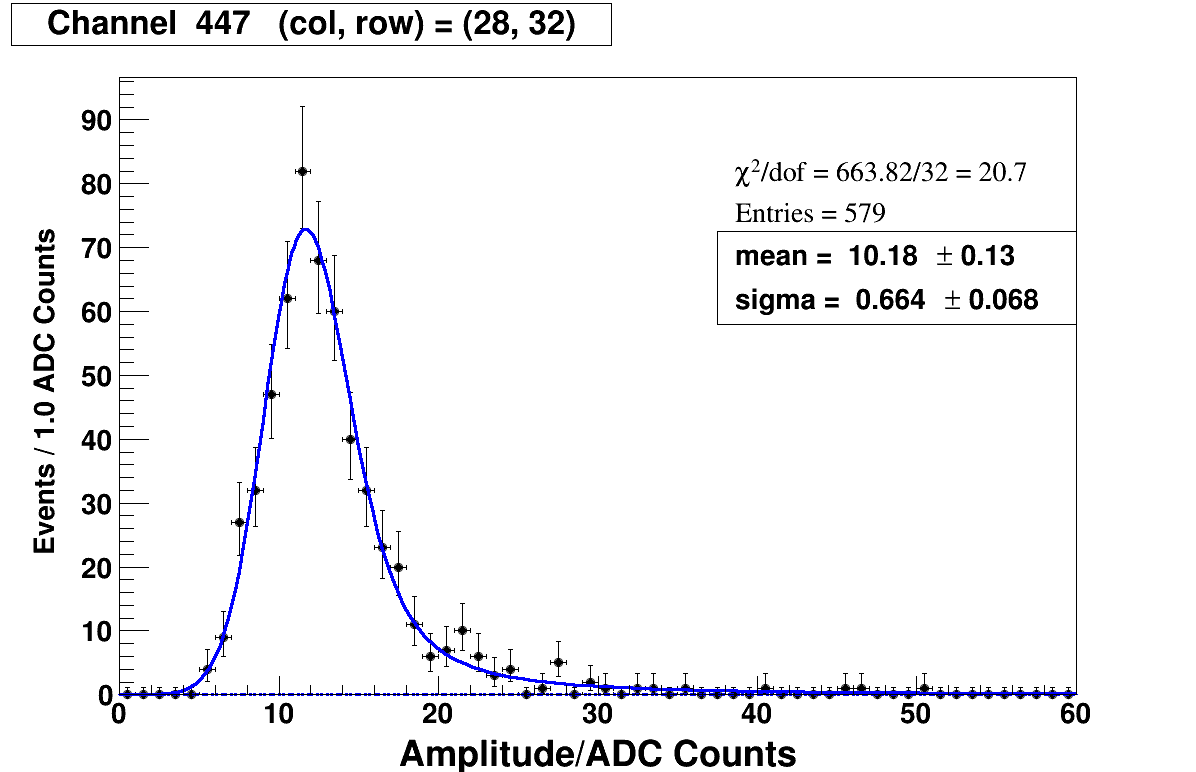 Channel 447 (col, row) = (28, 32)
χ²/dof = 663.82/32 = 20.7
Entries = 579
mean = 10.18 ± 0.13
sigma = 0.664 ± 0.068
Events / 1.0 ADC Counts
90
80
70
60
50
40
30
20
10
0
0 10 20 30 40 50 60
Amplitude/ADC Counts